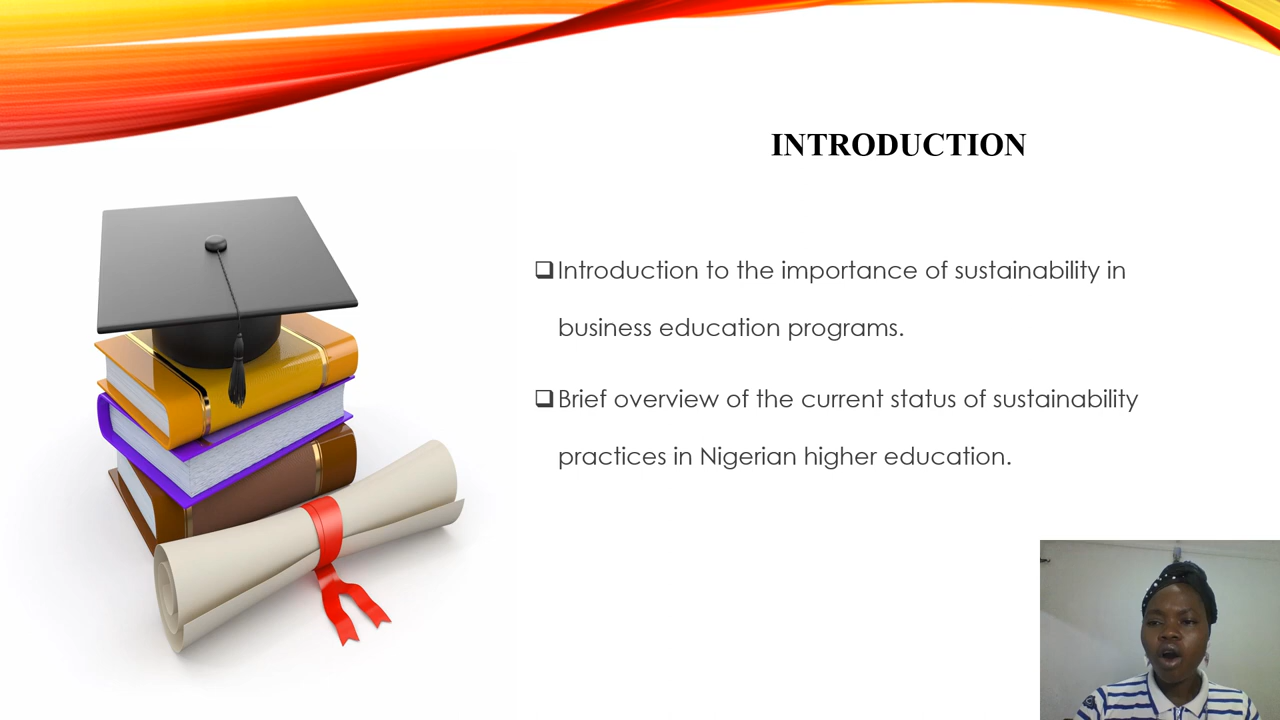 INTRODUCTION
❑Introduction to the importance of sustainability in
business education programs.
❑Brief overview of the current status of sustainability
practices in Nigerian higher education.